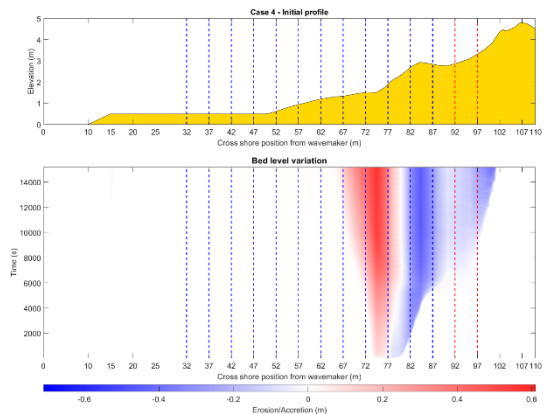 Case 4 - Initial profile
Elevation (m)
5
4
3
2
1
0
0 10 15 20 25 32 37 42 47 52 57 62 67 72 77 82 87 92 97 102 107 110
Cross shore position from wavemaker (m)
Bed level variation
Time (s)
14000
12000
10000
8000
6000
4000
2000
0 10 15 20 25 32 37 42 47 52 57 62 67 72 77 82 87 92 97 102 107 110
Cross shore position from wavemaker (m)
-0.6 -0.4 -0.2 0 0.2 0.4 0.6
Erosion/Accretion (m)